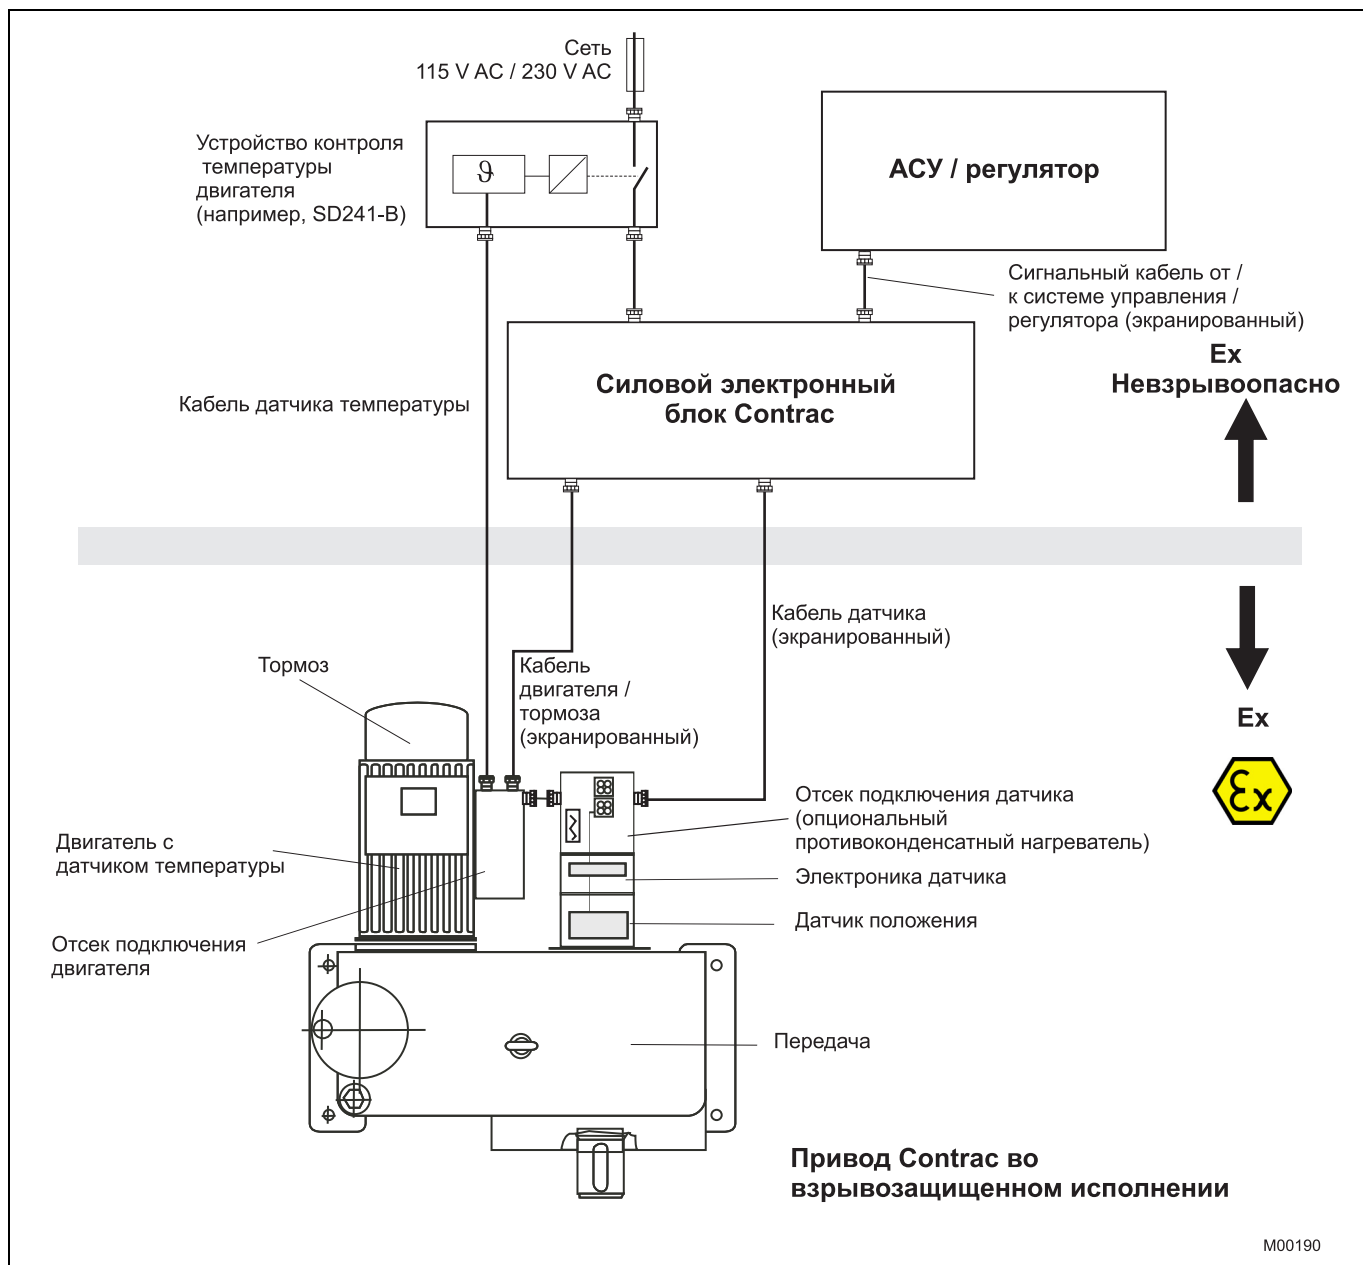 Сеть
115 V AC / 230 V AC
Устройство контроля
температуры
двигателя
(например, SD241-B)
ϑ
АСУ / регулятор
Сигнальный кабель от /
к системе управления /
регулятора (экранированный)
Ex
Невзрывоопасно
Силовой электронный
блок Contrac
Кабель датчика температуры
Кабель датчика
(экранированный)
Тормоз
Кабель
двигателя /
тормоза
(экранированный)
Ex
Ex
Отсек подключения датчика
(опциональный
противоконденсатный нагреватель)
Двигатель с
датчиком температуры
Электроника датчика
Датчик положения
Отсек подключения
двигателя
Передача
Привод Contrac во
взрывозащищенном исполнении
M00190